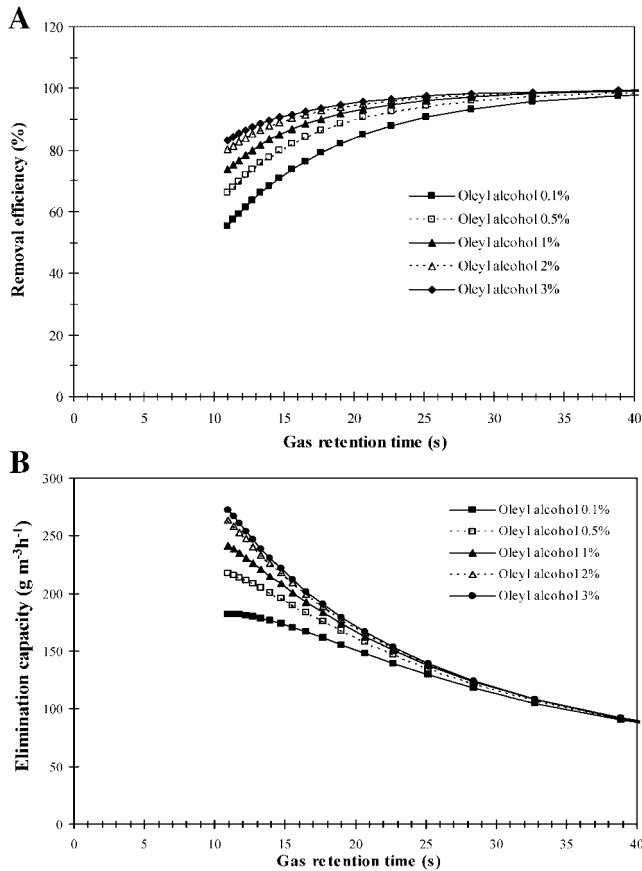 A
120
100
80
60
40
20
0
Removal efficiency (%)
Oleyl alcohol 0.1%
Oleyl alcohol 0.5%
Oleyl alcohol 1%
Oleyl alcohol 2%
Oleyl alcohol 3%
0 5 10 15 20 25 30 35 40
Gas retention time (s)
B
300
250
200
150
100
50
0
Elimination capacity (g m-3h-1)
Oleyl alcohol 0.1%
Oleyl alcohol 0.5%
Oleyl alcohol 1%
Oleyl alcohol 2%
Oleyl alcohol 3%
0 5 10 15 20 25 30 35 40
Gas retention time (s)